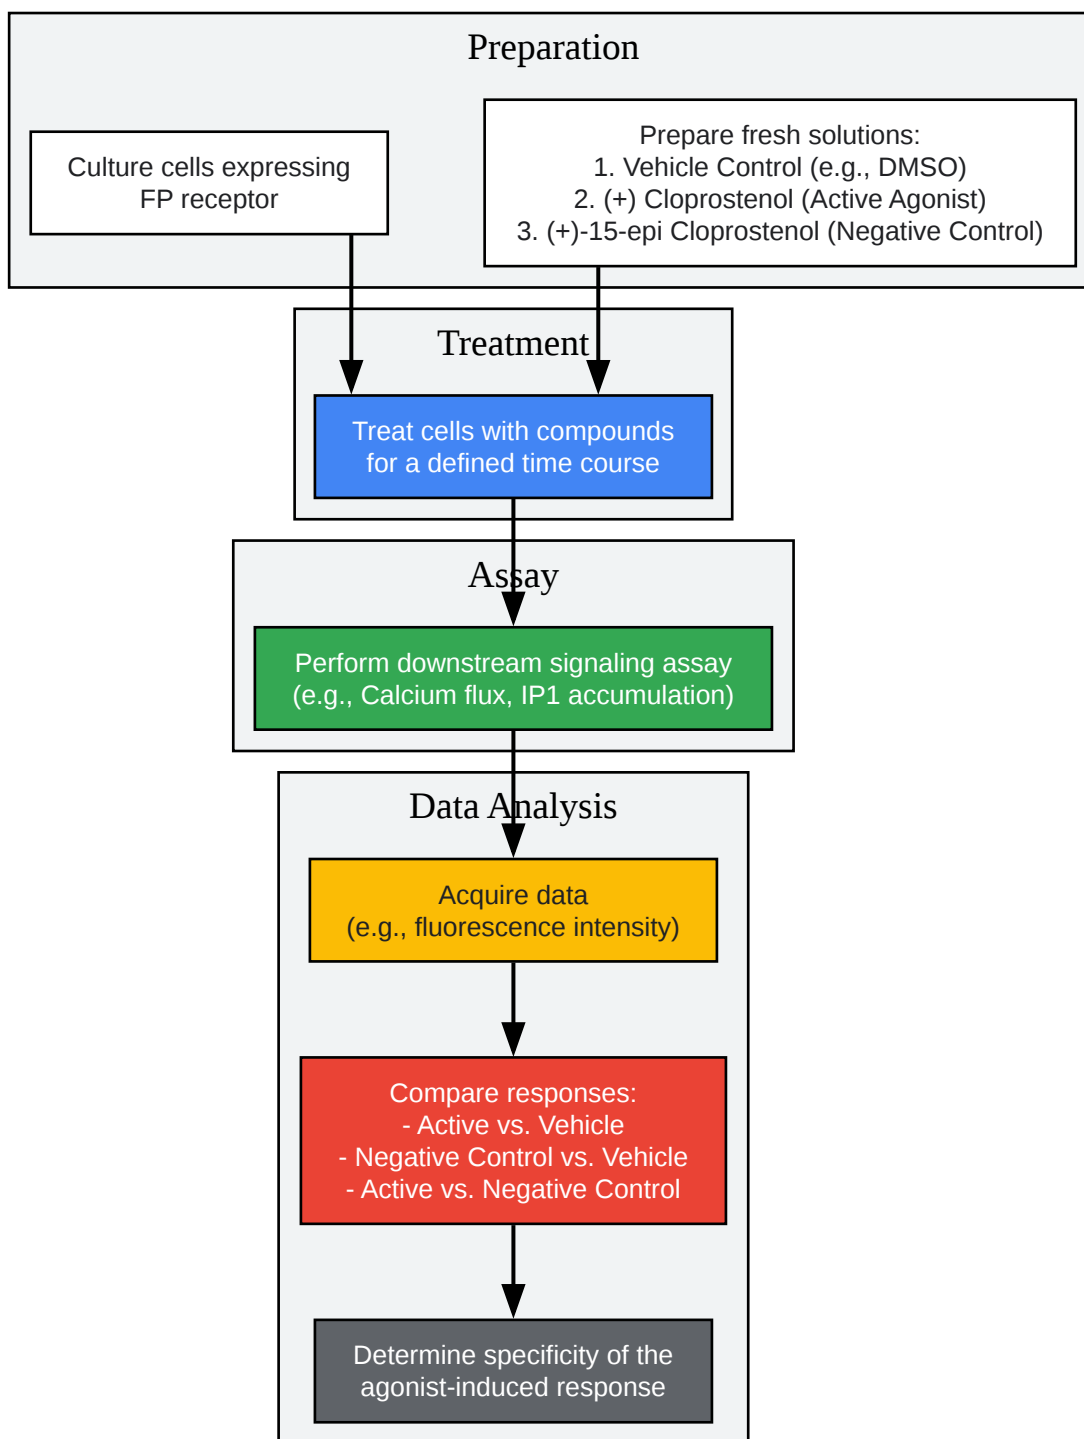 Preparation
Culture cells expressing
FP receptor
Prepare fresh solutions:
1. Vehicle Control (e.g., DMSO)
2. (+) Cloprostenol (Active Agonist)
3. (+)-15-epi Cloprostenol (Negative Control)
Treatment
Treat cells with compounds
for a defined time course
Assay
Perform downstream signaling assay
(e.g., Calcium flux, IP1 accumulation)
Data Analysis
Acquire data
(e.g., fluorescence intensity)
Compare responses:
- Active vs. Vehicle
- Negative Control vs. Vehicle
- Active vs. Negative Control
Determine specificity of the
agonist-induced response